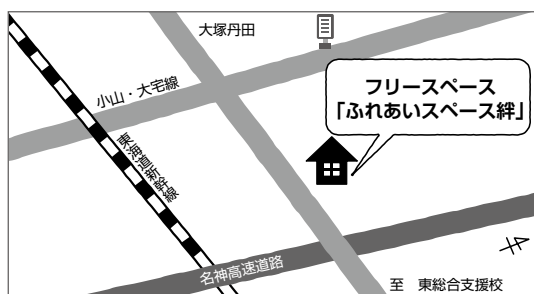 大塚丹田
小山・大宅線
フリースペース
「ふれあいスペース絆」
東海道新幹線
名神高速道路
至　東総合支援校